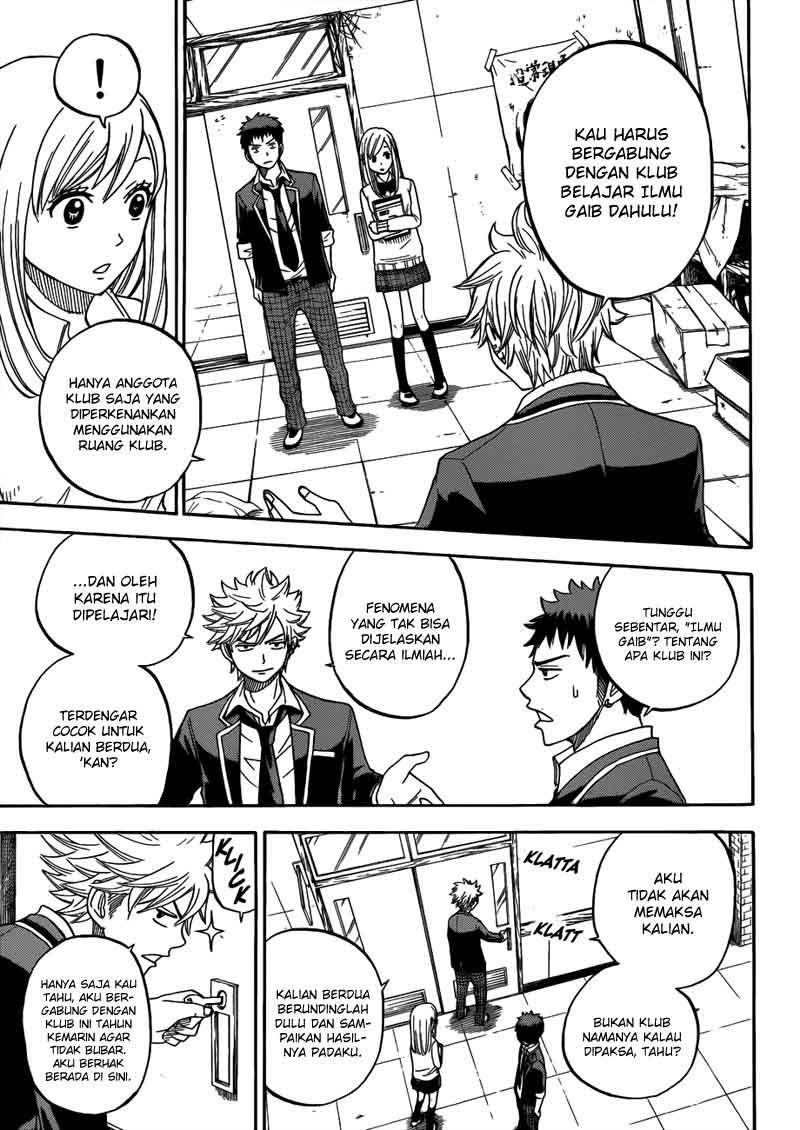 KAU HARUS
BERGABUNG
DENGAN KLUB
BELAJAR ILMU
GAIB DAHULU!
!
HANYA ANGGOTA
KLUB SAJA YANG
DIPERKENANKAN
MENGGUNAKAN
RUANG KLUB.
TUNGGU
SEBENTAR, "ILMU
GAIB"? TENTANG
APA KLUB INI?
FENOMENA
YANG TAK BISA
DIJELASKAN
SECARA ILMIAH...
...DAN OLEH
KARENA ITU
DIPELAJARI!
TERDENGAR
COCOK UNTUK
KALIAN BERDUA,
'KAN?
AKU
TIDAK AKAN
MEMAKSA
KALIAN.
BUKAN KLUB
NAMANYA KALAU
DIPAKSA, TAHU?
KLATTA
KLATT
KALIAN BERDUA
BERUNDINGLAH
DULU DAN SAM-
PAIKAN HASIL-
NYA PADAKU.
KLICK
HANYA SAJA KAU
TAHU, AKU BER-
GABUNG DENGAN
KLUB INI TAHUN
KEMARIN AGAR
TIDAK BUBAR.
AKU BERHAK
BERADA DI SINI.